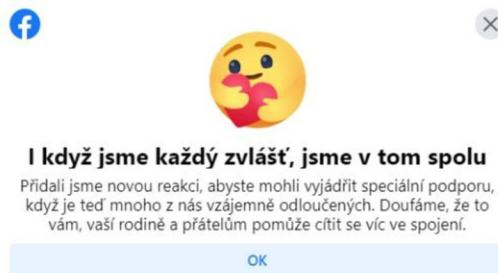 I když jsme každý zvlášť, jsme v tom spolu
Přidali jsme novou reakci, abyste mohli vyjádřit speciální podporu,
když je teď mnoho z nás vzájemně odloučených. Doufáme, že to
vám, vaší rodině a přátelům pomůže cítit se víc ve spojení.
OK